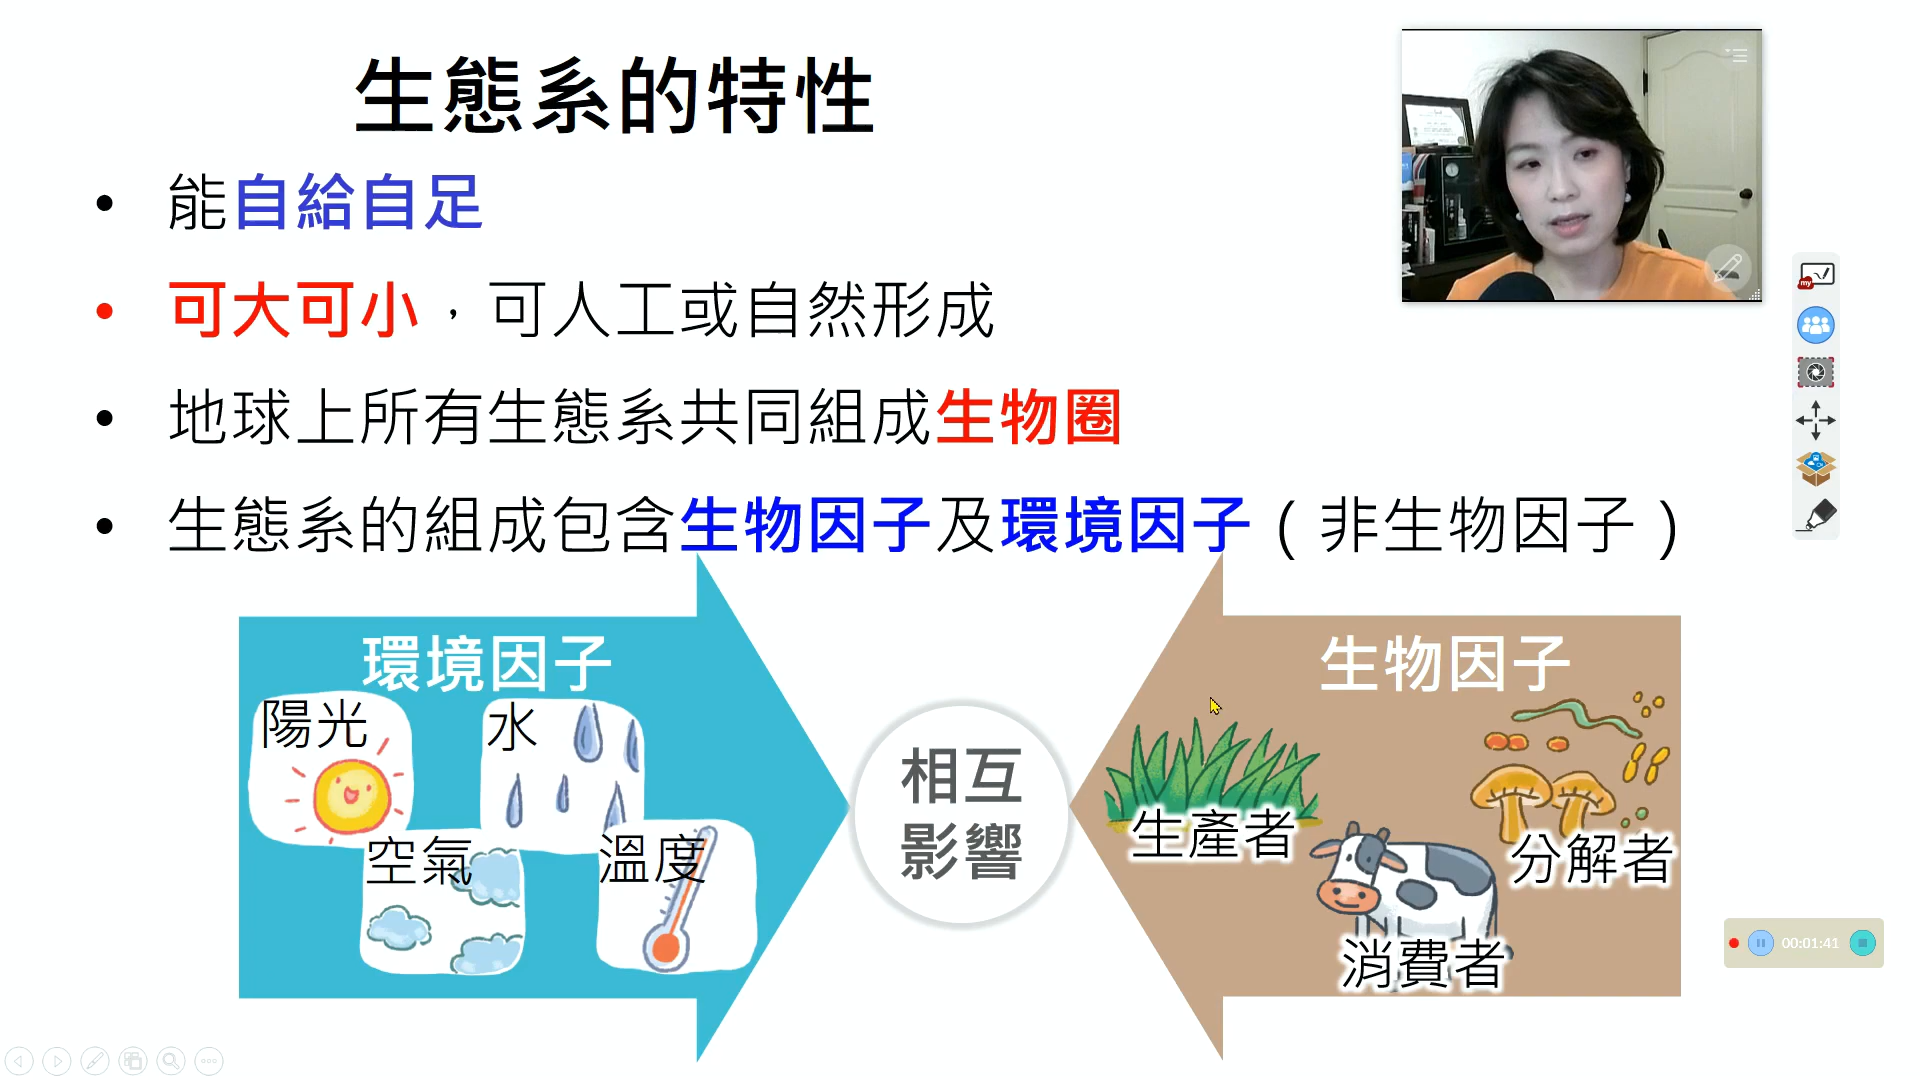 生態系的特性
• 能自給自足
• 可大可小，可人工或自然形成
• 地球上所有生態系共同組成生物圈
• 生態系的組成包含生物因子及環境因子（非生物因子）
環境因子
陽光
水
空氣
溫度
相互
影響
生物因子
生產者
分解者
消費者
my
00:01:41